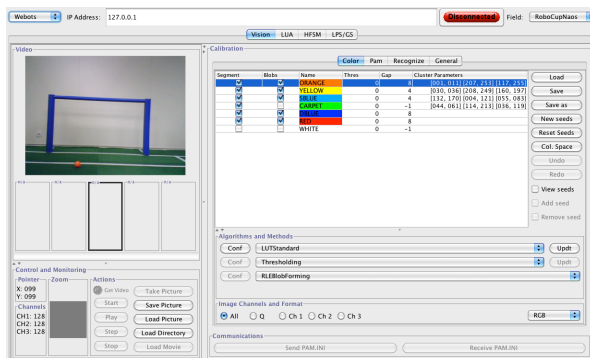 Webots IP Address: 127.0.0.1 Disconnected Field: RoboCupNaos
Vision LUA HFSM LPS/GS
Video
Calibration
Color Pam Recognize General
Segment Blobs Name Thres Gap Cluster Parameters
ORANGE 0 8 [001, 011] [207, 253] [117, 255]
YELLOW 0 4 [030, 036] [208, 249] [160, 197]
SBLUE 0 4 [132, 170] [004, 121] [055, 083]
CARPET 0 -1 [044, 061] [114, 213] [036, 119]
DBLUE 0 8
RED 0 8
WHITE 0 -1
Load
Save
Save as
New seeds
Reset Seeds
Col. Space
Undo
Redo
View seeds
Add seed
Remove seed
Algorithms and Methods
Conf LUTStandard Updt
Conf Thresholding Updt
Conf RLEBlobForming
Image Channels and Format
All Q Ch 1 Ch 2 Ch 3 RGB
Control and Monitoring
Pointer Zoom Actions
X: 099
Y: 099
Channels
CH1: 128
CH2: 128
CH3: 128
Get Video Take Picture
Start Save Picture
Play Load Picture
Step Load Directory
Stop Load Movie
Communications
Send PAM.INI Receive PAM.INI